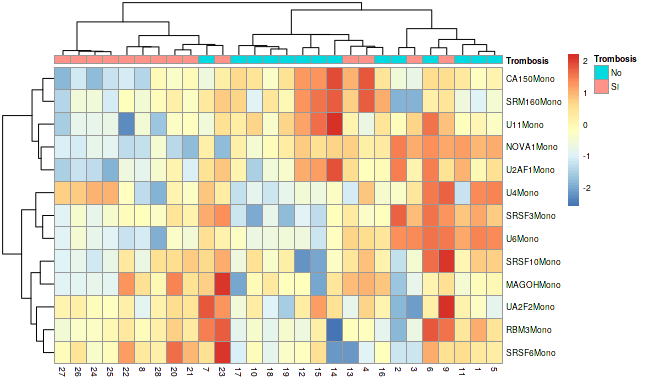 Trombosis
Trombosis
No
SI
2
1
0
-1
-2
CA150Mono
SRM160Mono
U11Mono
NOVA1Mono
U2AF1Mono
U4Mono
SRSF3Mono
U6Mono
SRSF10Mono
MAGOHMono
UA2F2Mono
RBM3Mono
SRSF6Mono
27 26 24 25 22 8 28 20 21 7 23 17 10 18 19 12 15 14 13 4 16 2 3 6 9 11 1 5